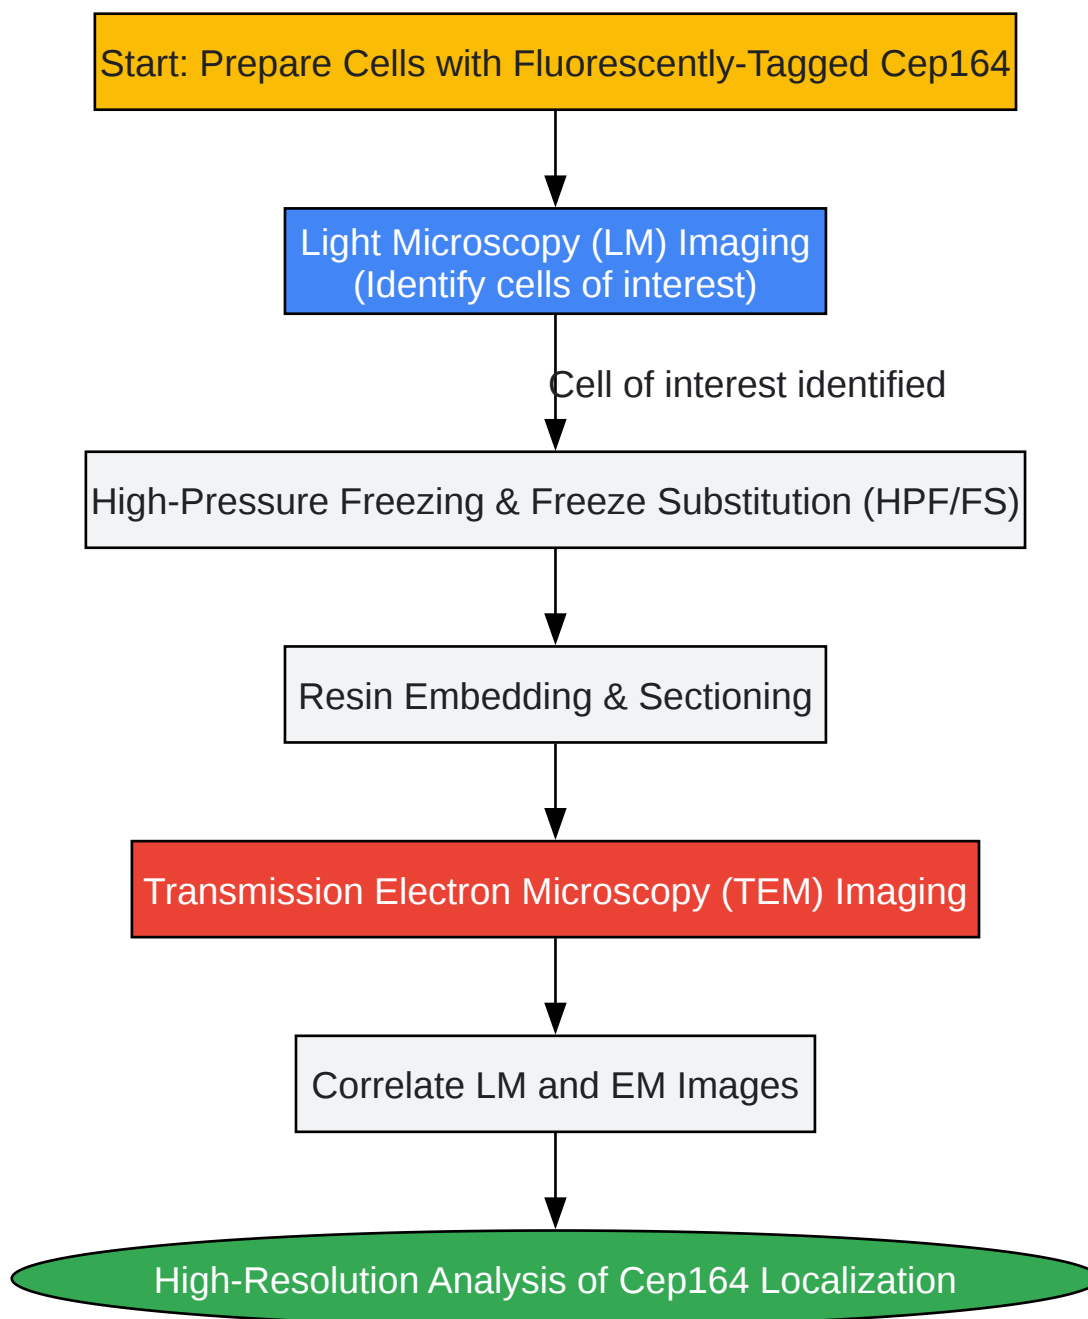 Start: Prepare Cells with Fluorescently-Tagged Cep164
Light Microscopy (LM) Imaging
(Identify cells of interest)
Cell of interest identified
High-Pressure Freezing & Freeze Substitution (HPF/FS)
Resin Embedding & Sectioning
Transmission Electron Microscopy (TEM) Imaging
Correlate LM and EM Images
High-Resolution Analysis of Cep164 Localization